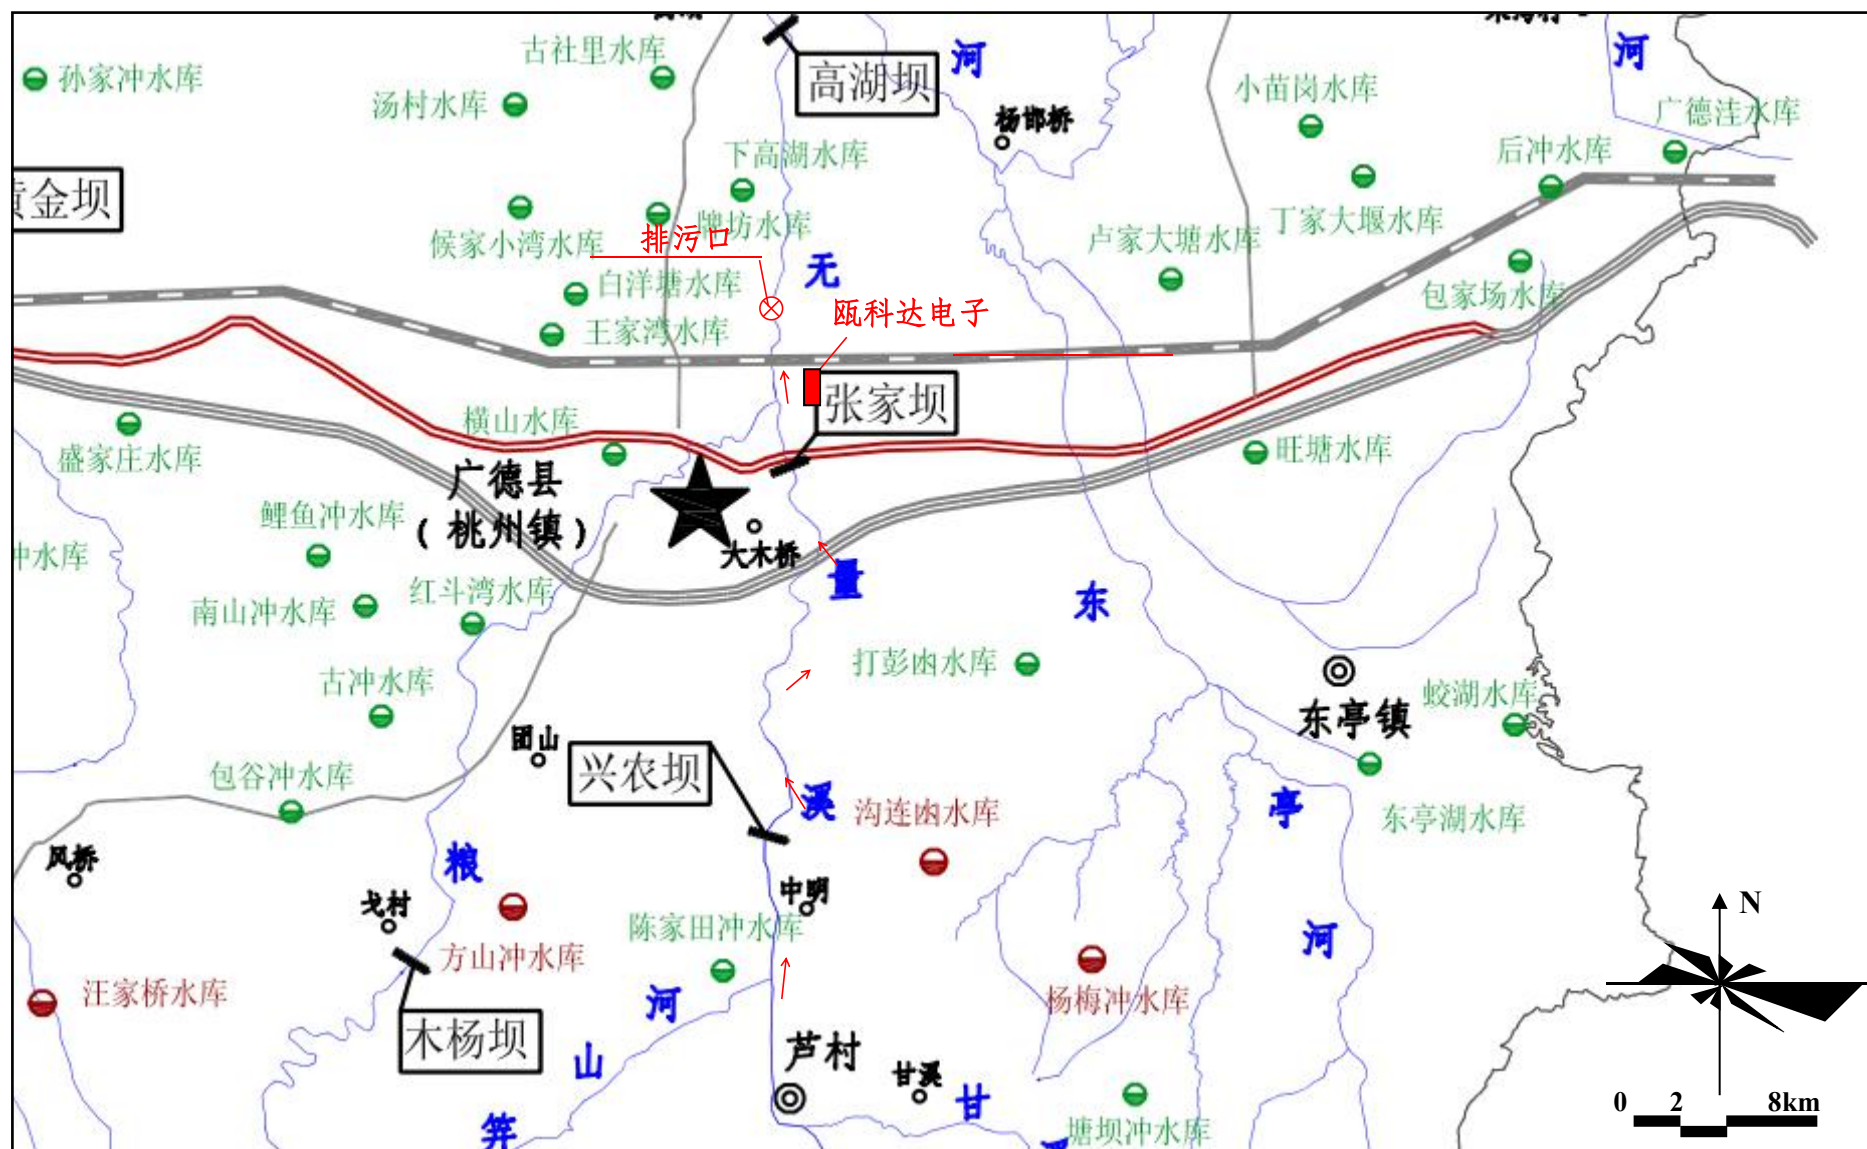 河
河
古社里水库
孙家冲水库
高湖坝
汤村水库
小苗岗水库
广德洼水库
杨邯桥
下高湖水库
后冲水库
黄金坝
牌坊水库
丁家大堰水库
候家小湾水库
排污口
卢家大塘水库
无
白洋塘水库
包家场水库
瓯科达电子
王家湾水库
张家坝
横山水库
盛家庄水库
旺塘水库
广德县
(桃州镇)
鲤鱼冲水库
冲水库
大木桥
量
红斗湾水库
东
南山冲水库
打彭凼水库
古冲水库
蛟湖水库
东亭镇
团山
包谷冲水库
兴农坝
溪
沟连凼水库
亭
东亭湖水库
风桥
粮
戈村
中明
陈家田冲水库
河
方山冲水库
N
汪家桥水库
河
杨梅冲水库
木杨坝
山
芦村
甘溪
甘
0 2 8km
笄
塘坝冲水库